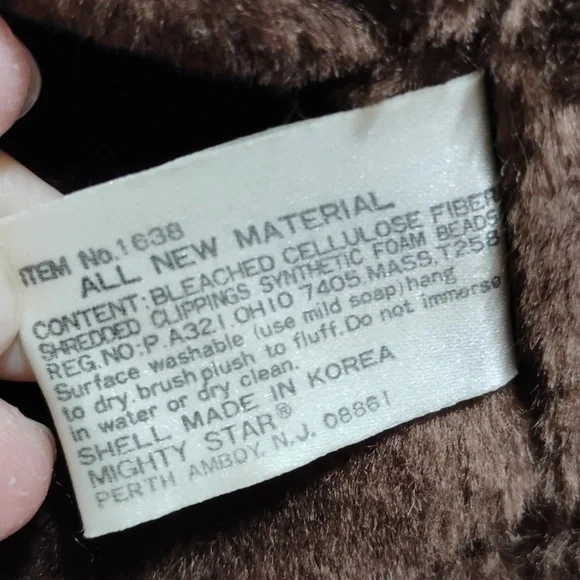 ITEM No. 1638
ALL NEW MATERIAL
CONTENT: BLEACHED CELLULOSE FIBER
SHREDDED CLIPPINGS SYNTHETIC FOAM BEADS
REG. NO: P.A321. OHIO 7405. MASS. T258
Surface washable (use mild soap) hang
to dry, brush plush to fluff. Do not immerse
in water or dry clean.
SHELL MADE IN KOREA
MIGHTY STAR®
PERTH AMBOY, N.J. 08861